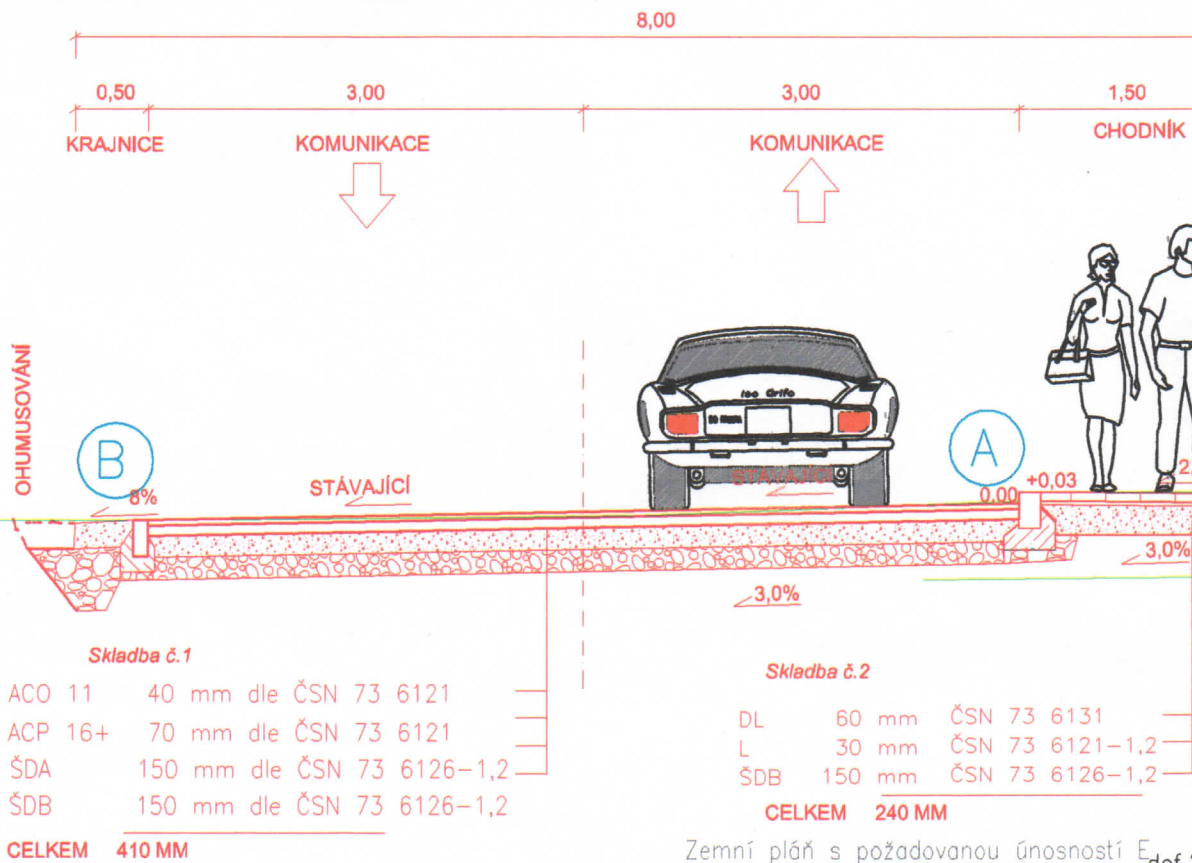 8,00
0,50 3,00 3,00 1,50
KRAJNICE KOMUNIKACE KOMUNIKACE CHODNÍK
OHUMUSOVÁNÍ
Iso Grifo
B
A
8%
STÁVAJÍCÍ
STÁVAJÍCÍ
0.00
+0,03
2
3,0%
3,0%
Skladba č.1
ACO 11 40 mm dle ČSN 73 6121
ACP 16+ 70 mm dle ČSN 73 6121
ŠDA 150 mm dle ČSN 73 6126-1,2
ŠDB 150 mm dle ČSN 73 6126-1,2
CELKEM 410 MM
Skladba č.2
DL 60 mm ČSN 73 6131
L 30 mm ČSN 73 6121-1,2
ŠDB 150 mm ČSN 73 6126-1,2
CELKEM 240 MM
Zemní pláň s požadovanou únosností E def